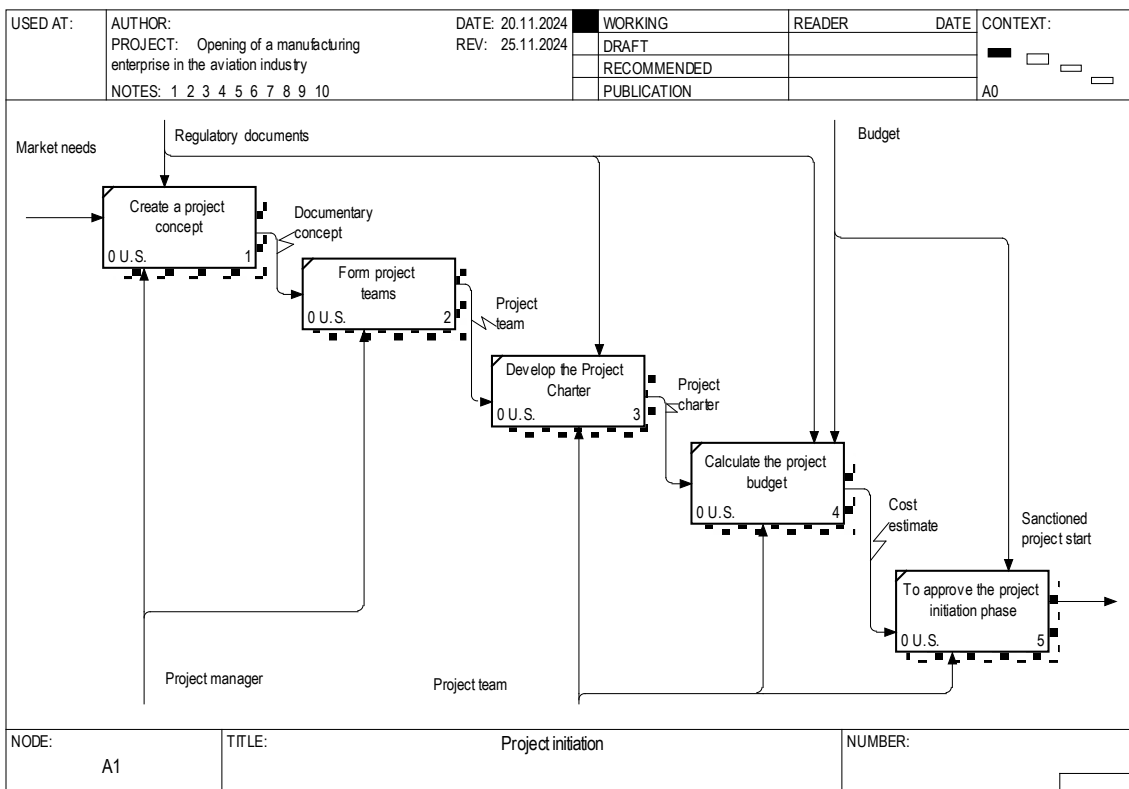 USED AT:
AUTHOR:
DATE: 20.11.2024
PROJECT: Opening of a manufacturing
enterprise in the aviation industry
REV: 25.11.2024
NOTES: 1 2 3 4 5 6 7 8 9 10
WORKING
DRAFT
RECOMMENDED
PUBLICATION
READER DATE
CONTEXT:
A0
Market needs
Regulatory documents
Budget
Create a project
concept
0 U.S. 1
Documentary
concept
Form project
teams
0 U.S. 2
Project
team
Develop the Project
Charter
0 U.S. 3
Project
charter
Calculate the project
budget
0 U.S. 4
Cost
estimate
Sanctioned
project start
To approve the project
initiation phase
0 U.S. 5
Project manager
Project team
NODE:
A1
TITLE:
Project initiation
NUMBER: